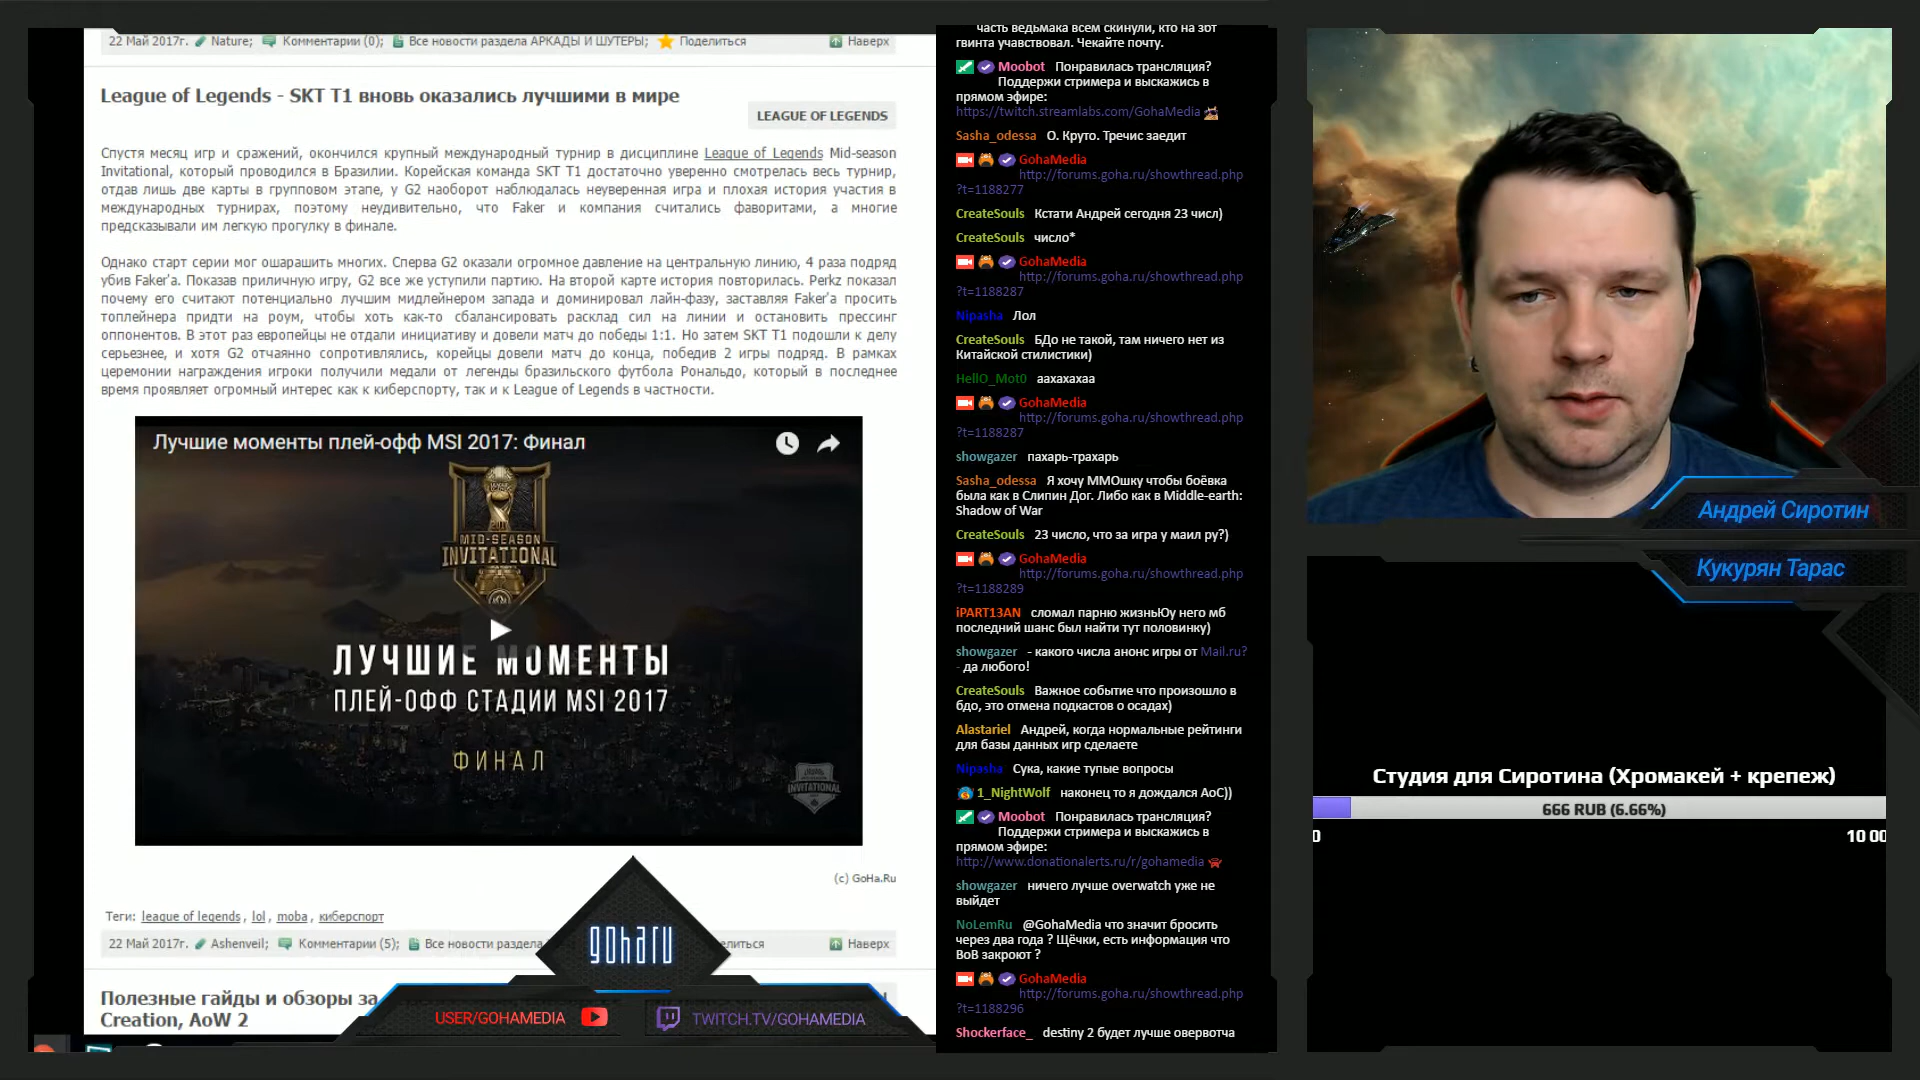 22 Май 2017г. Nature; Комментарии (0); Все новости раздела АРКАДЫ И ШУТЕРЫ; Поделиться Наверх
League of Legends - SKT T1 вновь оказались лучшими в мире
LEAGUE OF LEGENDS
Спустя месяц игр и сражений, окончился крупный международный турнир в дисциплине League of Legends Mid-season
Invitational, который проводился в Бразилии. Корейская команда SKT T1 достаточно уверенно смотрелась весь турнир,
отдав лишь две карты в групповом этапе, у G2 наоборот наблюдалась неуверенная игра и плохая история участия в
международных турнирах, поэтому неудивительно, что Faker и компания считались фаворитами, а многие
предсказывали им легкую прогулку в финале.
Однако старт серии мог ошарашить многих. Сперва G2 оказали огромное давление на центральную линию, 4 раза подряд
убив Faker'а. Показав приличную игру, G2 все же уступили партию. На второй карте история повторилась. Perkz показал
почему его считают потенциально лучшим мидлейнером запада и доминировал лайн-фазу, заставляя Faker'а просить
топлейнера придти на роум, чтобы хоть как-то сбалансировать расклад сил на линии и остановить прессинг
оппонентов. В этот раз европейцы не отдали инициативу и довели матч до победы 1:1. Но затем SKT T1 подошли к делу
серьезнее, и хотя G2 отчаянно сопротивлялись, корейцы довели матч до конца, победив 2 игры подряд. В рамках
церемонии награждения игроки получили медали от легенды бразильского футбола Рональдо, который в последнее
время проявляет огромный интерес как к киберспорту, так и к League of Legends в частности.
Лучшие моменты плей-офф MSI 2017: Финал
MID-SEASON
INVITATIONAL
ЛУЧШИЕ МОМЕНТЫ
ПЛЕЙ-ОФФ СТАДИИ MSI 2017
ФИНАЛ
INVITATIONAL
(c) GoHa.Ru
Теги: league of legends , lol , moba , киберспорт
22 Май 2017г. Ashenveil; Комментарии (5); Все новости раздела Наверх
Полезные гайды и обзоры за
Creation, AoW 2
goharu
USER/GOHAMEDIA
TWITCH.TV/GOHAMEDIA
часть ведьмака всем скинули, кто на збт
гвинта учавствовал. Чекайте почту.
Moobot Понравилась трансляция?
Поддержи стримера и выскажись в
прямом эфире:
https://twitch.streamlabs.com/GohaMedia
Sasha_odessa О. Круто. Тречис заедит
GohaMedia
http://forums.goha.ru/showthread.php
?t=1188277
CreateSouls Кстати Андрей сегодня 23 числ)
CreateSouls число*
GohaMedia
http://forums.goha.ru/showthread.php
?t=1188287
Nipasha Лол
CreateSouls БДо не такой, там ничего нет из
Китайской стилистики)
HellO_Mot0 аахахахаа
GohaMedia
http://forums.goha.ru/showthread.php
?t=1188287
showgazer пахарь-трахарь
Sasha_odessa Я хочу ММОшку чтобы боёвка
была как в Слипин Дог. Либо как в Middle-earth:
Shadow of War
CreateSouls 23 число, что за игра у маил ру?)
GohaMedia
http://forums.goha.ru/showthread.php
?t=1188289
iPART13AN сломал парню жизньЮу него мб
последний шанс был найти тут половинку)
showgazer - какого числа анонс игры от Mail.ru?
- да любого!
CreateSouls Важное событие что произошло в
бдо, это отмена подкастов о осадах)
Alastariel Андрей, когда нормальные рейтинги
для базы данных игр сделаете
Nipasha Сука, какие тупые вопросы
1_NightWolf наконец то я дождался АоС))
Moobot Понравилась трансляция?
Поддержи стримера и выскажись в
прямом эфире:
http://www.donationalerts.ru/r/gohamedia
showgazer ничего лучше overwatch уже не
выйдет
NoLemRu @GohaMedia что значит бросить
через два года ? Щёчки, есть информация что
ВоВ закроют ?
GohaMedia
http://forums.goha.ru/showthread.php
?t=1188296
Shockerface_ destiny 2 будет лучше овервотча
Андрей Сиротин
Кукурян Тарас
Студия для Сиротина (Хромакей + крепеж)
666 RUB (6.66%)
0 10 00